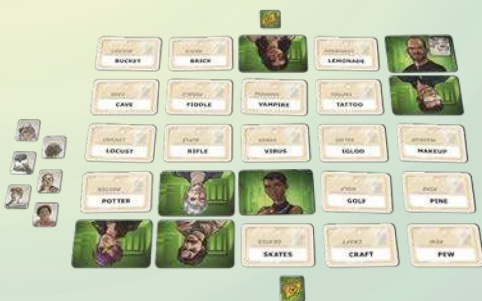 BUCKET
BRICK
LEMONADE
CAVE
FIDDLE
VAMPIRE
TATTOO
LOCUST
RIFLE
VIRUS
IGLOO
MAKEUP
POTTER
GOLF
PINE
SKATES
CRAFT
PEW